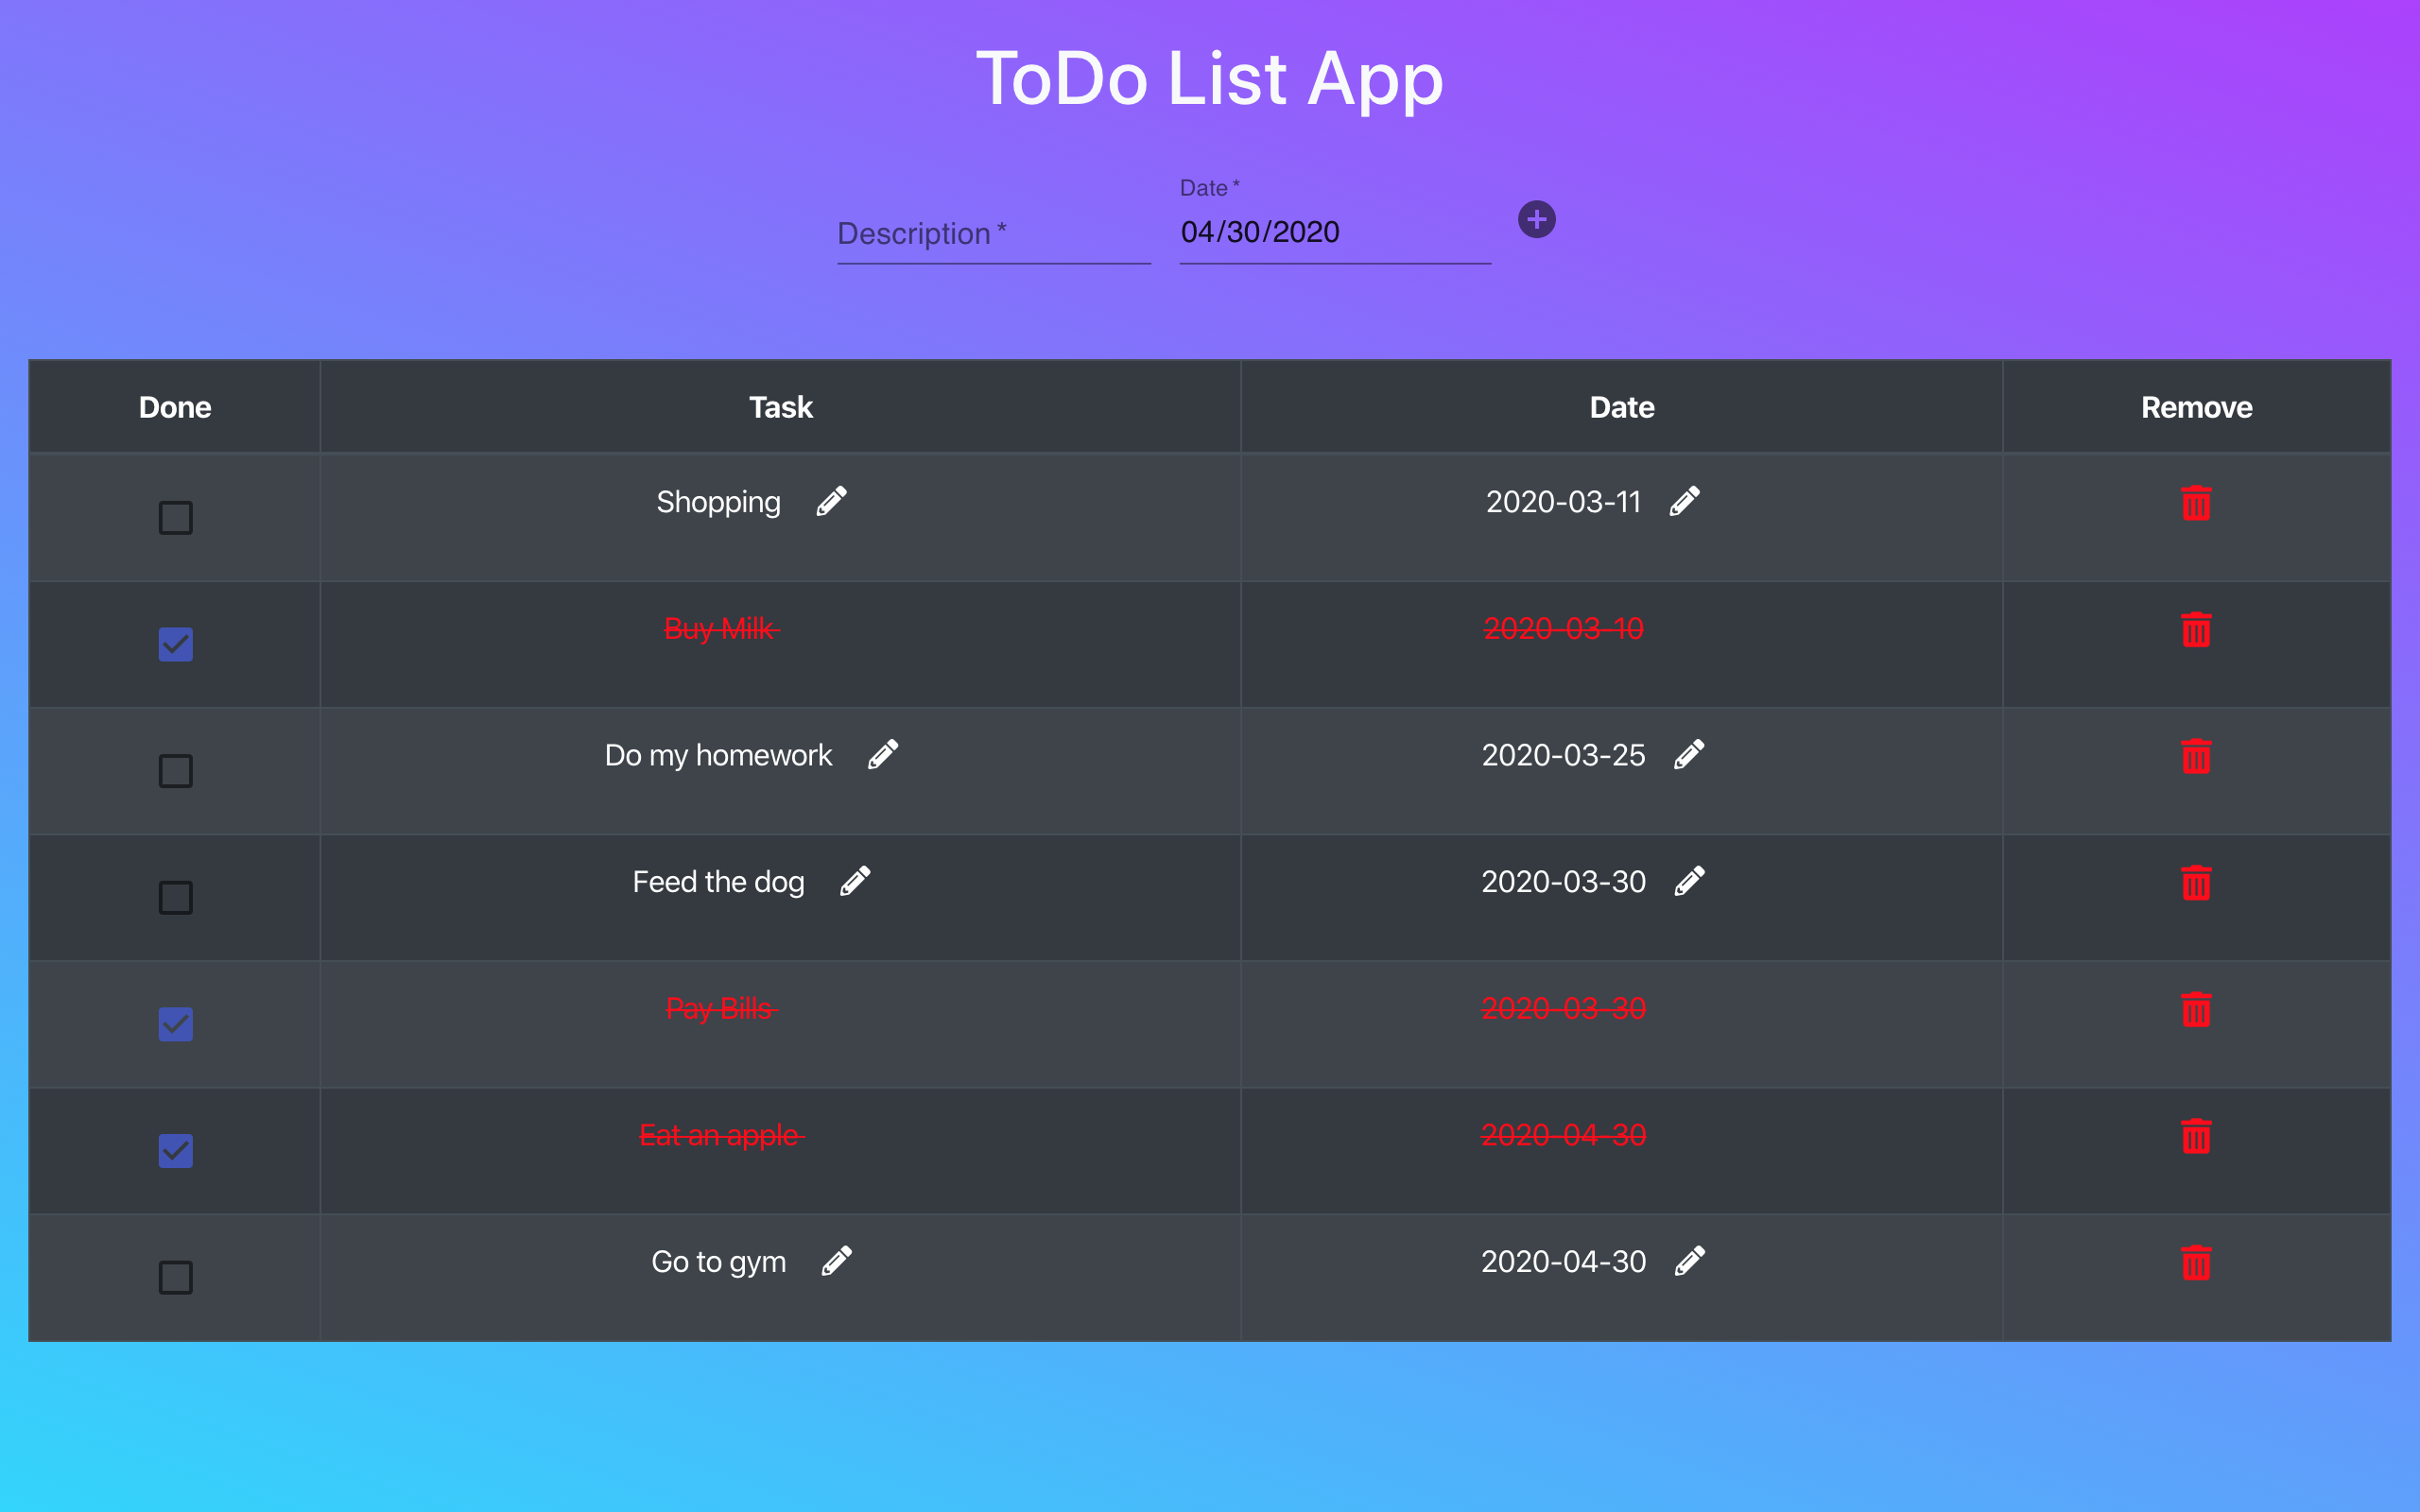 ToDo List App
Date *
Description *
04/30/2020
Done Task Date Remove
Shopping 2020-03-11
Buy Milk 2020-03-10
Do my homework 2020-03-25
Feed the dog 2020-03-30
Pay Bills 2020-03-30
Eat an apple 2020-04-30
Go to gym 2020-04-30